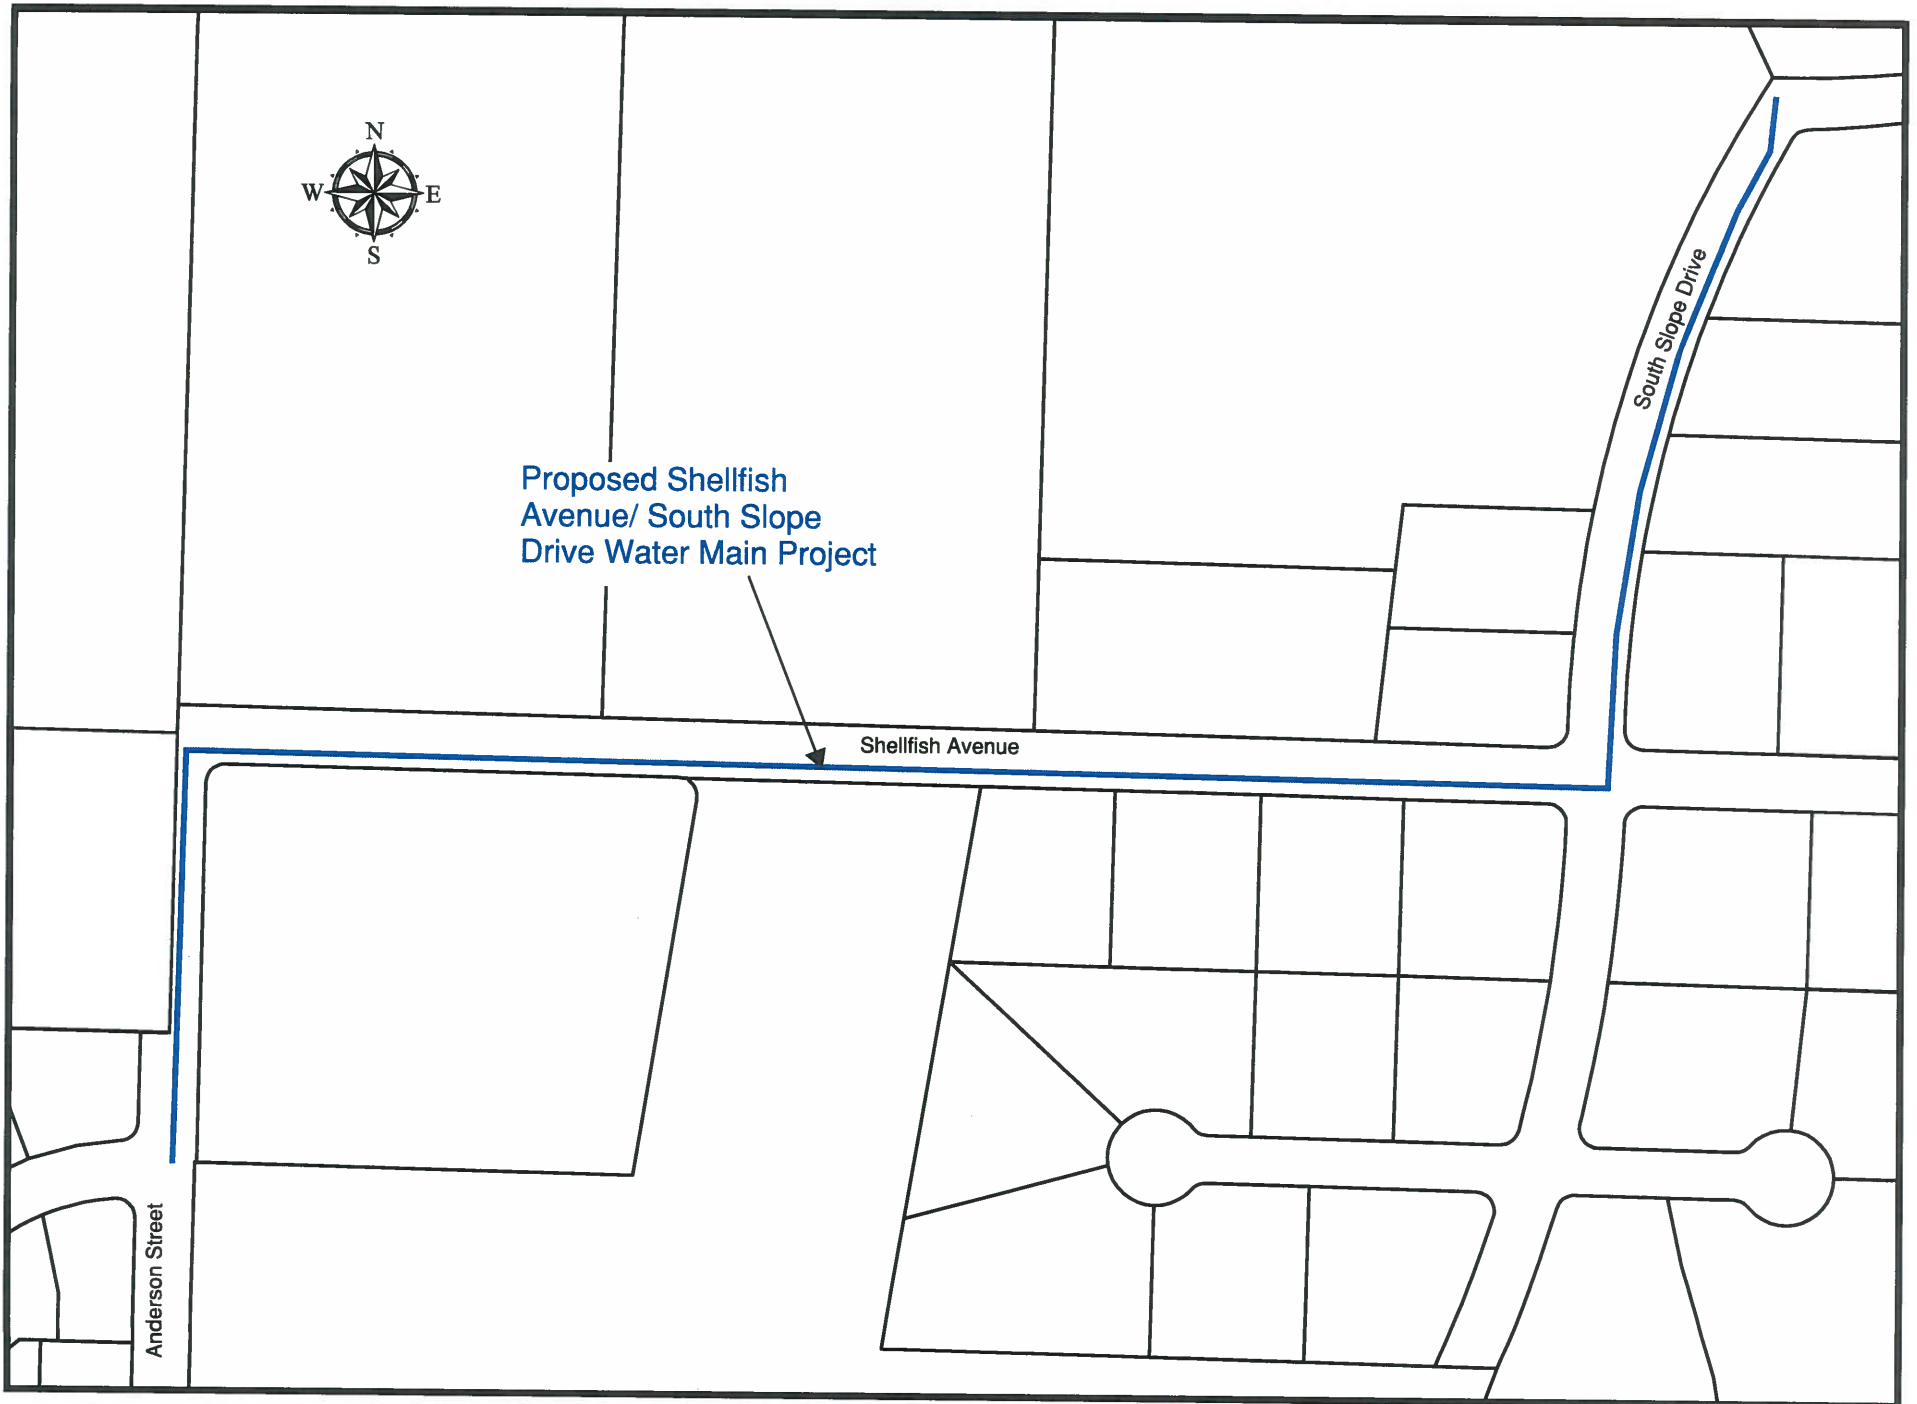 N
W
E
S
South Slope Drive
Proposed Shellfish
Avenue/ South Slope
Drive Water Main Project
Shellfish Avenue
Anderson Street